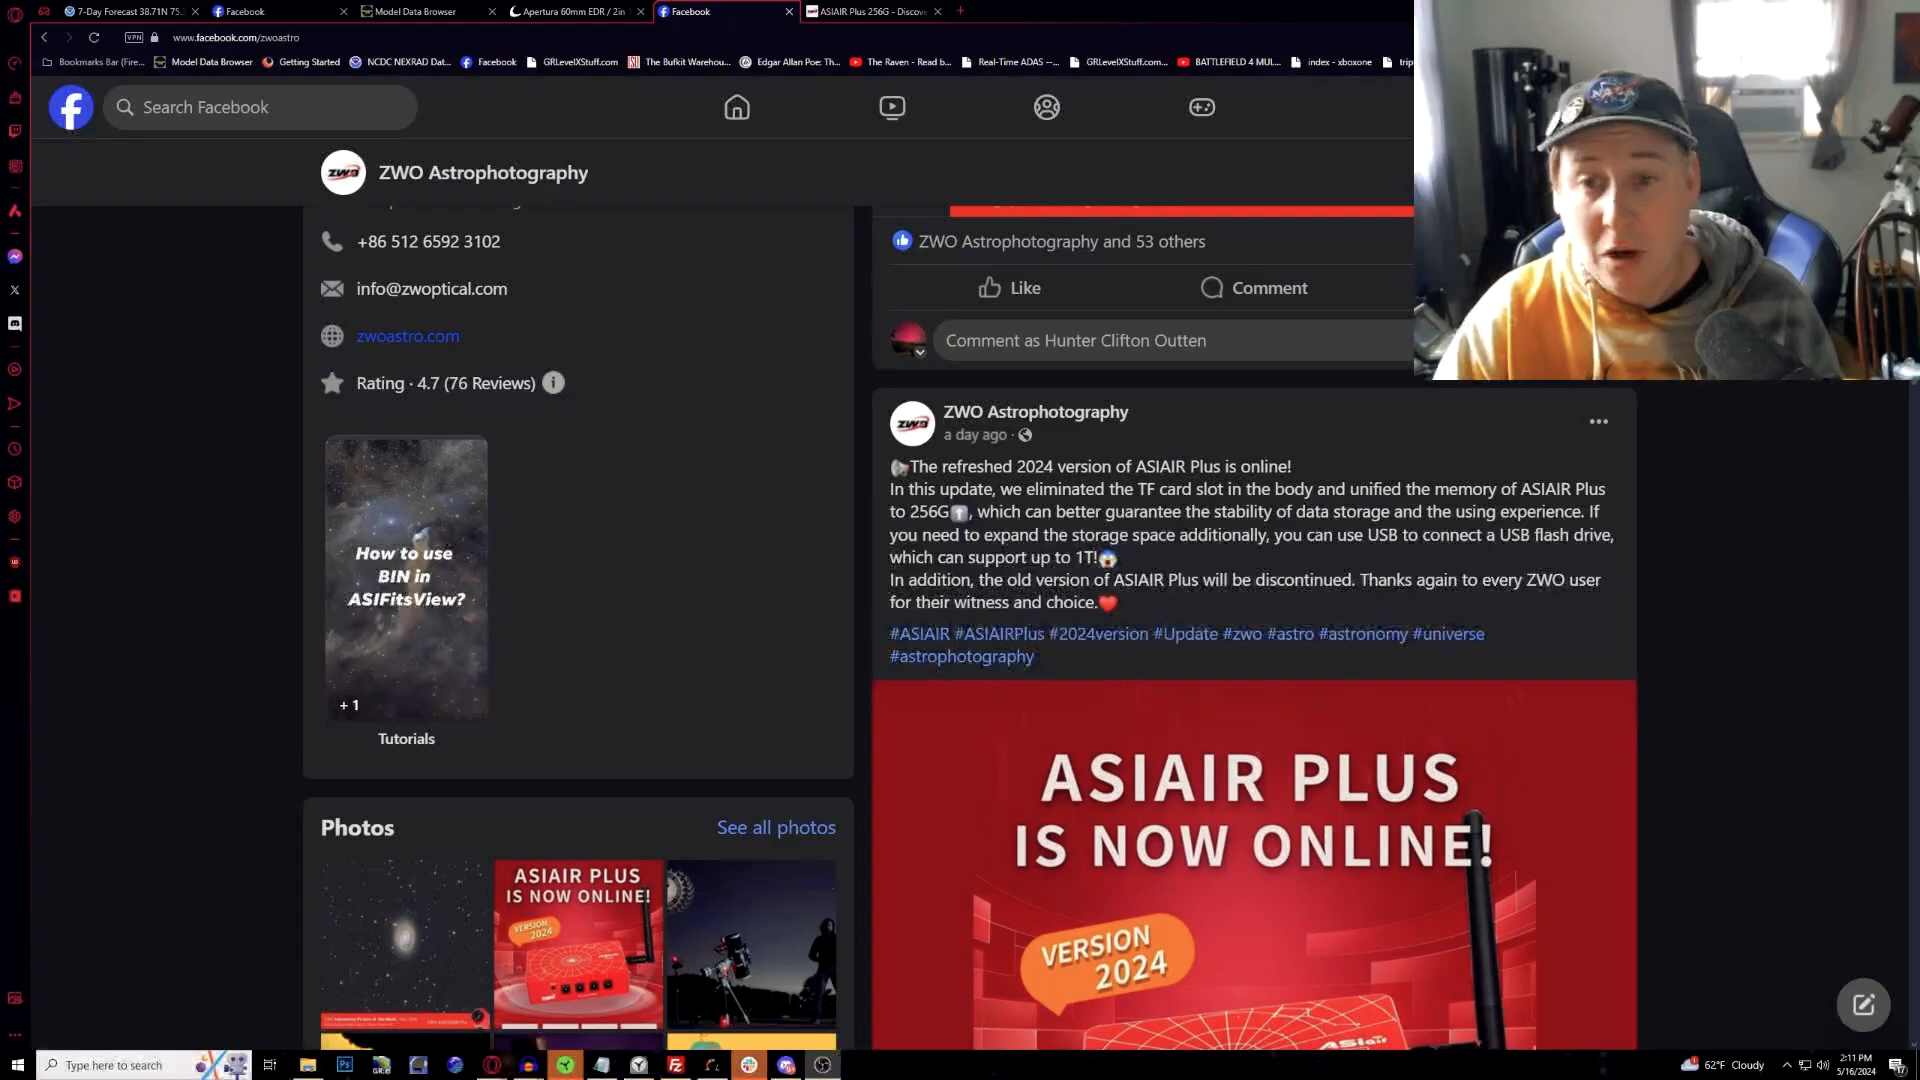 7-Day Forecast 38.71N 75.
Facebook
Model Data Browser
Apertura 60mm EDR / 2in
Facebook
ASIAIR Plus 256G - Discov
VPN
www.facebook.com/zwoastro
Bookmarks Bar (Fire...
Model Data Browser
Getting Started
NCDC NEXRAD Dat...
Facebook
GRLevelXStuff.com
The Bufkit Warehou...
Edgar Allan Poe: Th...
The Raven - Read b...
Real-Time ADAS --...
GRLevelXStuff.com...
BATTLEFIELD 4 MUL...
index - xboxone
trip
Search Facebook
NASA
ZWO
ZWO Astrophotography
+86 512 6592 3102
info@zwoptical.com
zwoastro.com
Rating · 4.7 (76 Reviews)
How to use
BIN in
ASIFitsView?
+ 1
Tutorials
Photos
See all photos
ASIAIR PLUS
IS NOW ONLINE!
VERSION
2024
ZWO Astrophotography and 53 others
Like
Comment
Comment as Hunter Clifton Outten
ZWO
ZWO Astrophotography
a day ago ·
The refreshed 2024 version of ASIAIR Plus is online!
In this update, we eliminated the TF card slot in the body and unified the memory of ASIAIR Plus
to 256G⬆️, which can better guarantee the stability of data storage and the using experience. If
you need to expand the storage space additionally, you can use USB to connect a USB flash drive,
which can support up to 1T!😱
In addition, the old version of ASIAIR Plus will be discontinued. Thanks again to every ZWO user
for their witness and choice.❤️
#ASIAIR #ASIAIRPlus #2024version #Update #zwo #astro #astronomy #universe
#astrophotography
ASIAIR PLUS
IS NOW ONLINE!
VERSION
2024
ASIair
Type here to search
62°F Cloudy
2:11 PM
5/16/2024